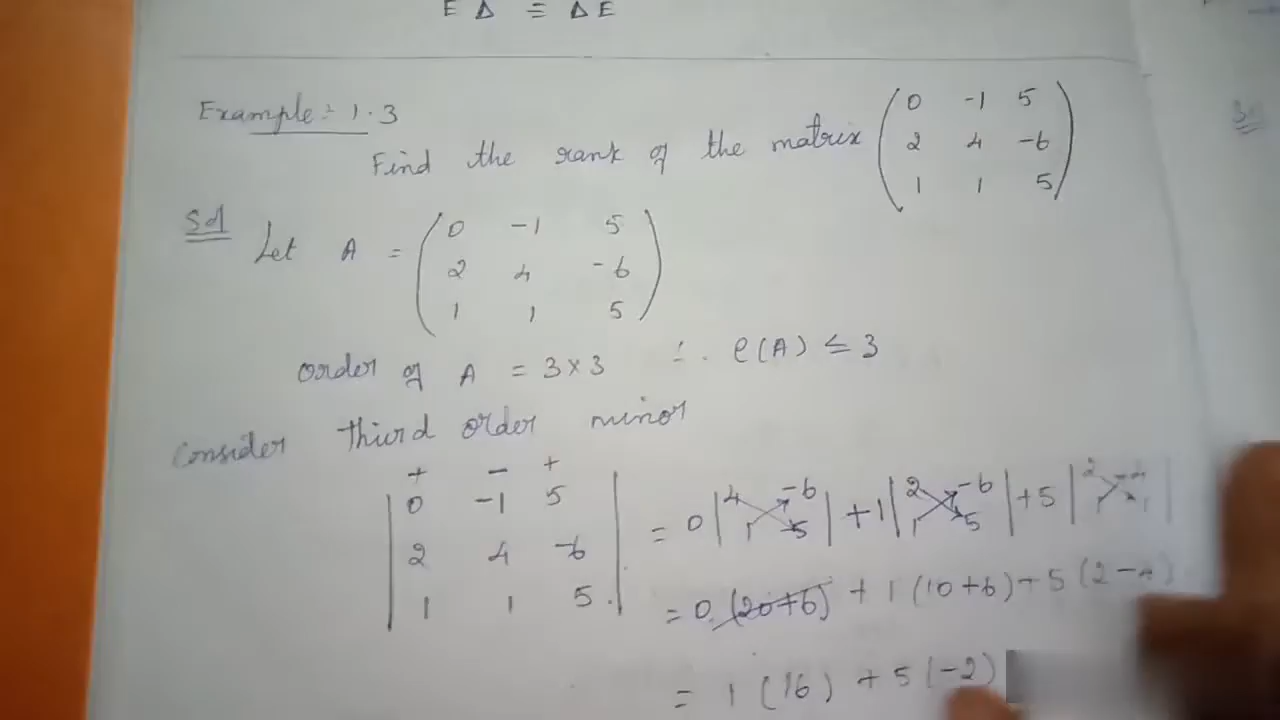 E Δ ≡ Δ E
Example:- 1.3
Find the rank of the matrix (0 -1 5
2 4 -6
1 1 5)
Sol Let A = (0 -1 5
2 4 -6
1 1 5)
order of A = 3×3 ∴ ρ(A) ≤ 3
Consider third order minor
+ - +
|0 -1 5
2 4 -6
1 1 5| = 0 |4 -6
1 5| + 1 |2 -6
1 5| + 5 |2 4
1 1|
= 0 (20+6) + 1 (10+6) + 5 (2-4)
= 1 (16) + 5 (-2)